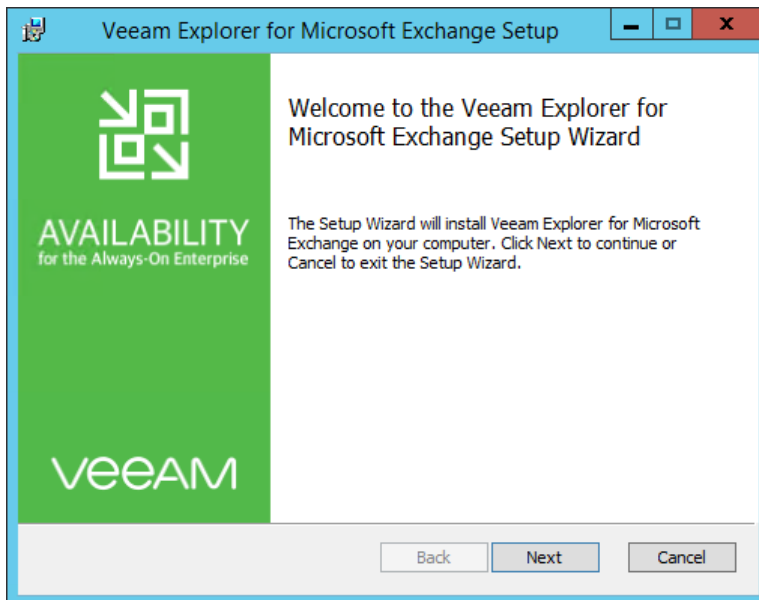 Veeam Explorer for Microsoft Exchange Setup
Welcome to the Veeam Explorer for
Microsoft Exchange Setup Wizard
AVAILABILITY
for the Always-On Enterprise
The Setup Wizard will install Veeam Explorer for Microsoft
Exchange on your computer. Click Next to continue or
Cancel to exit the Setup Wizard.
veeAM
Back
Next
Cancel